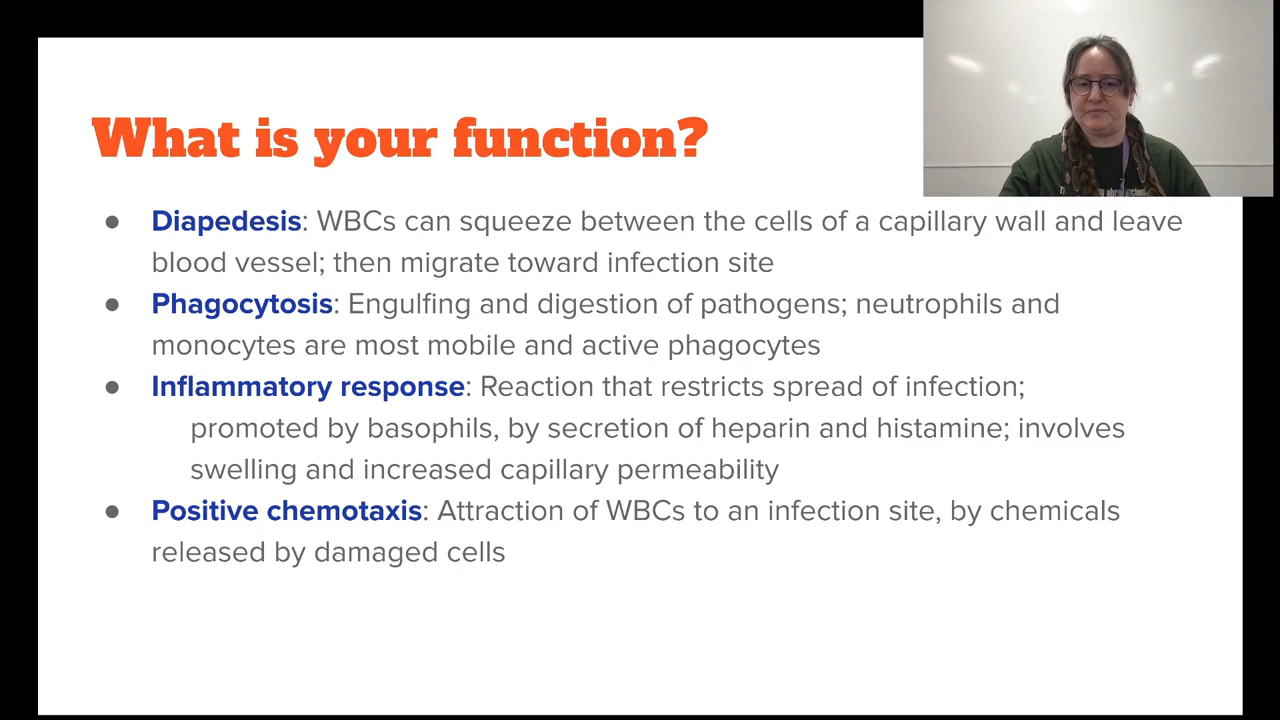 What is your function?
● Diapedesis: WBCs can squeeze between the cells of a capillary wall and leave
blood vessel; then migrate toward infection site
● Phagocytosis: Engulfing and digestion of pathogens; neutrophils and
monocytes are most mobile and active phagocytes
● Inflammatory response: Reaction that restricts spread of infection;
promoted by basophils, by secretion of heparin and histamine; involves
swelling and increased capillary permeability
● Positive chemotaxis: Attraction of WBCs to an infection site, by chemicals
released by damaged cells